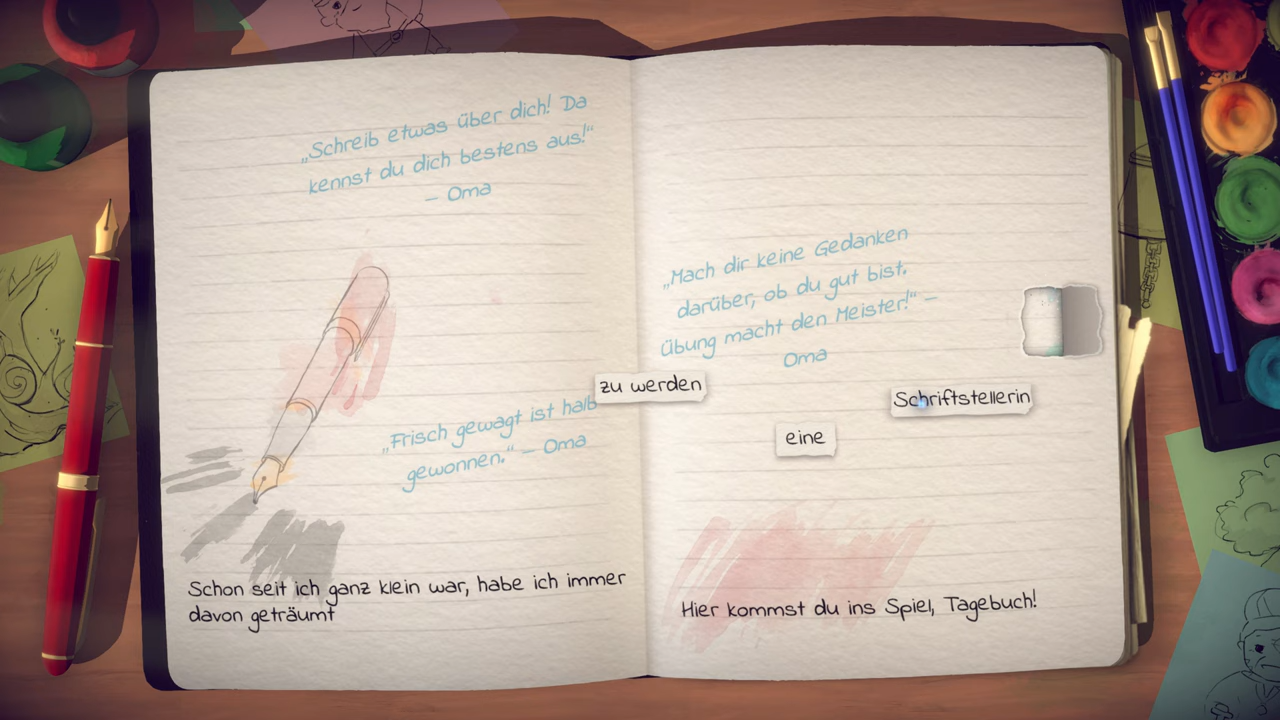 „Schreib etwas über dich! Da
kennst du dich bestens aus!“
– Oma
„Frisch gewagt ist halb
gewonnen.“ – Oma
Schon seit ich ganz klein war, habe ich immer
davon geträumt
„Mach dir keine Gedanken
darüber, ob du gut bist.
Übung macht den Meister!“ –
Oma
zu werden
Schriftstellerin
eine
Hier kommst du ins Spiel, Tagebuch!